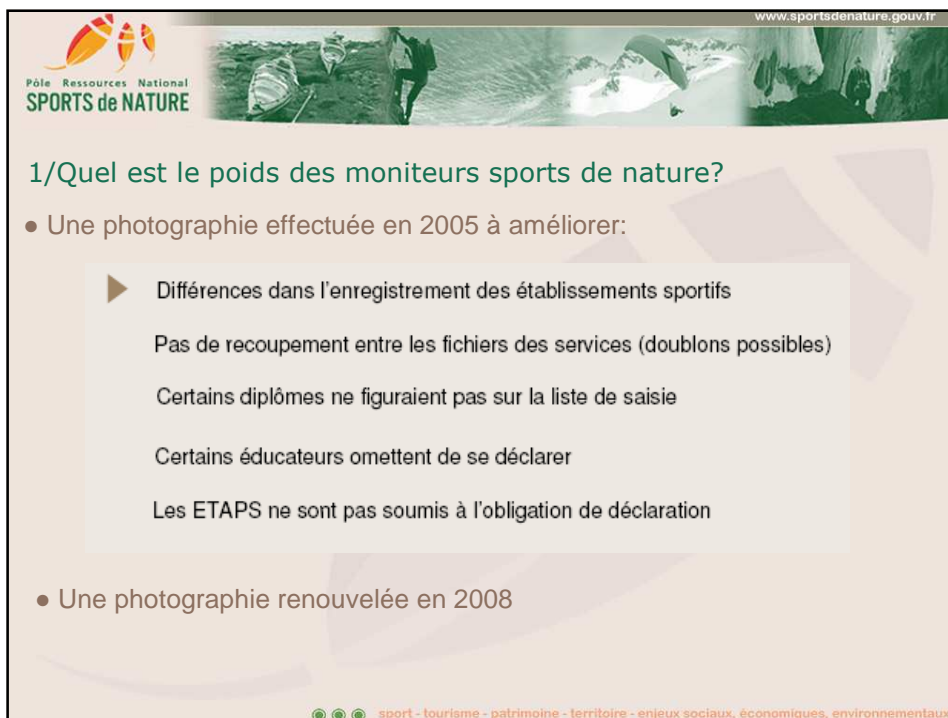 www.sportsdenature.gouv.fr
Pôle Ressources National
SPORTS de NATURE
1/Quel est le poids des moniteurs sports de nature?
● Une photographie effectuée en 2005 à améliorer:
Différences dans l'enregistrement des établissements sportifs
Pas de recoupement entre les fichiers des services (doublons possibles)
Certains diplômes ne figuraient pas sur la liste de saisie
Certains éducateurs omettent de se déclarer
Les ETAPS ne sont pas soumis à l'obligation de déclaration
● Une photographie renouvelée en 2008
sport - tourisme - patrimoine - territoire - enjeux sociaux, économiques, environnementaux